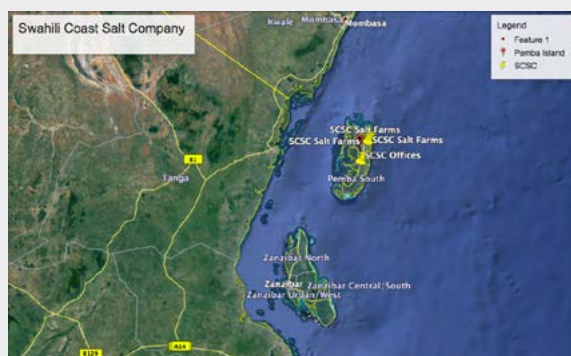 Swahili Coast Salt Company
Legend
Feature 1
Pemba Island
SCSC
Kwale
Mombasa
Mombasa
SCSC Salt Farms
SCSC Salt Farms
SCSC Salt Farms
SCSC Offices
B1
Tanga
Pemba South
Zanzibar North
Zanzibar
Zanzibar Central/South
Zanzibar Urban/West
A14
B129